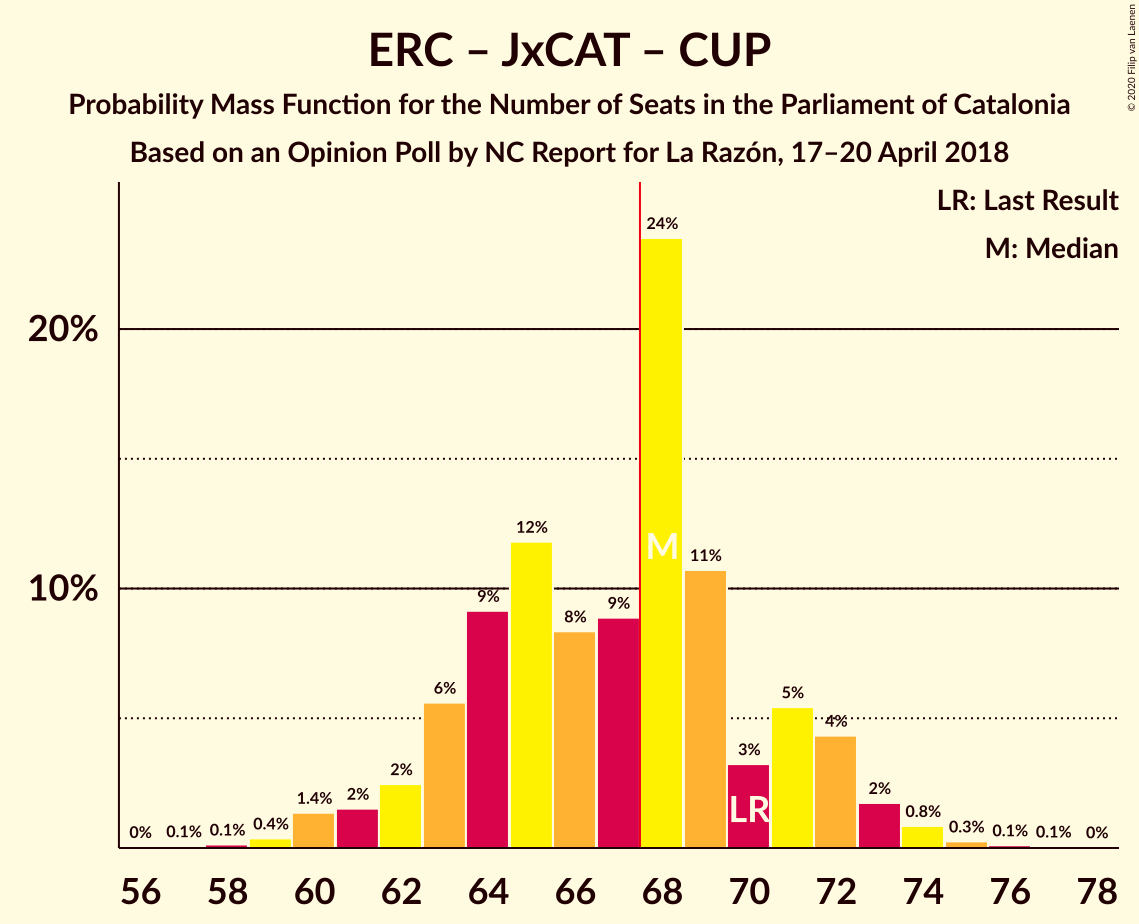 ERC – JxCAT – CUP
Probability Mass Function for the Number of Seats in the Parliament of Catalonia
Based on an Opinion Poll by NC Report for La Razón, 17–20 April 2018
© 2020 Filip van Laenen
LR: Last Result
M: Median
20%
10%
0% 0.1% 0.1% 0.4% 1.4% 2% 2% 6% 9% 12% 8% 9% 24% 11% 3% 5% 4% 2% 0.8% 0.3% 0.1% 0.1% 0%
M
LR
56 58 60 62 64 66 68 70 72 74 76 78